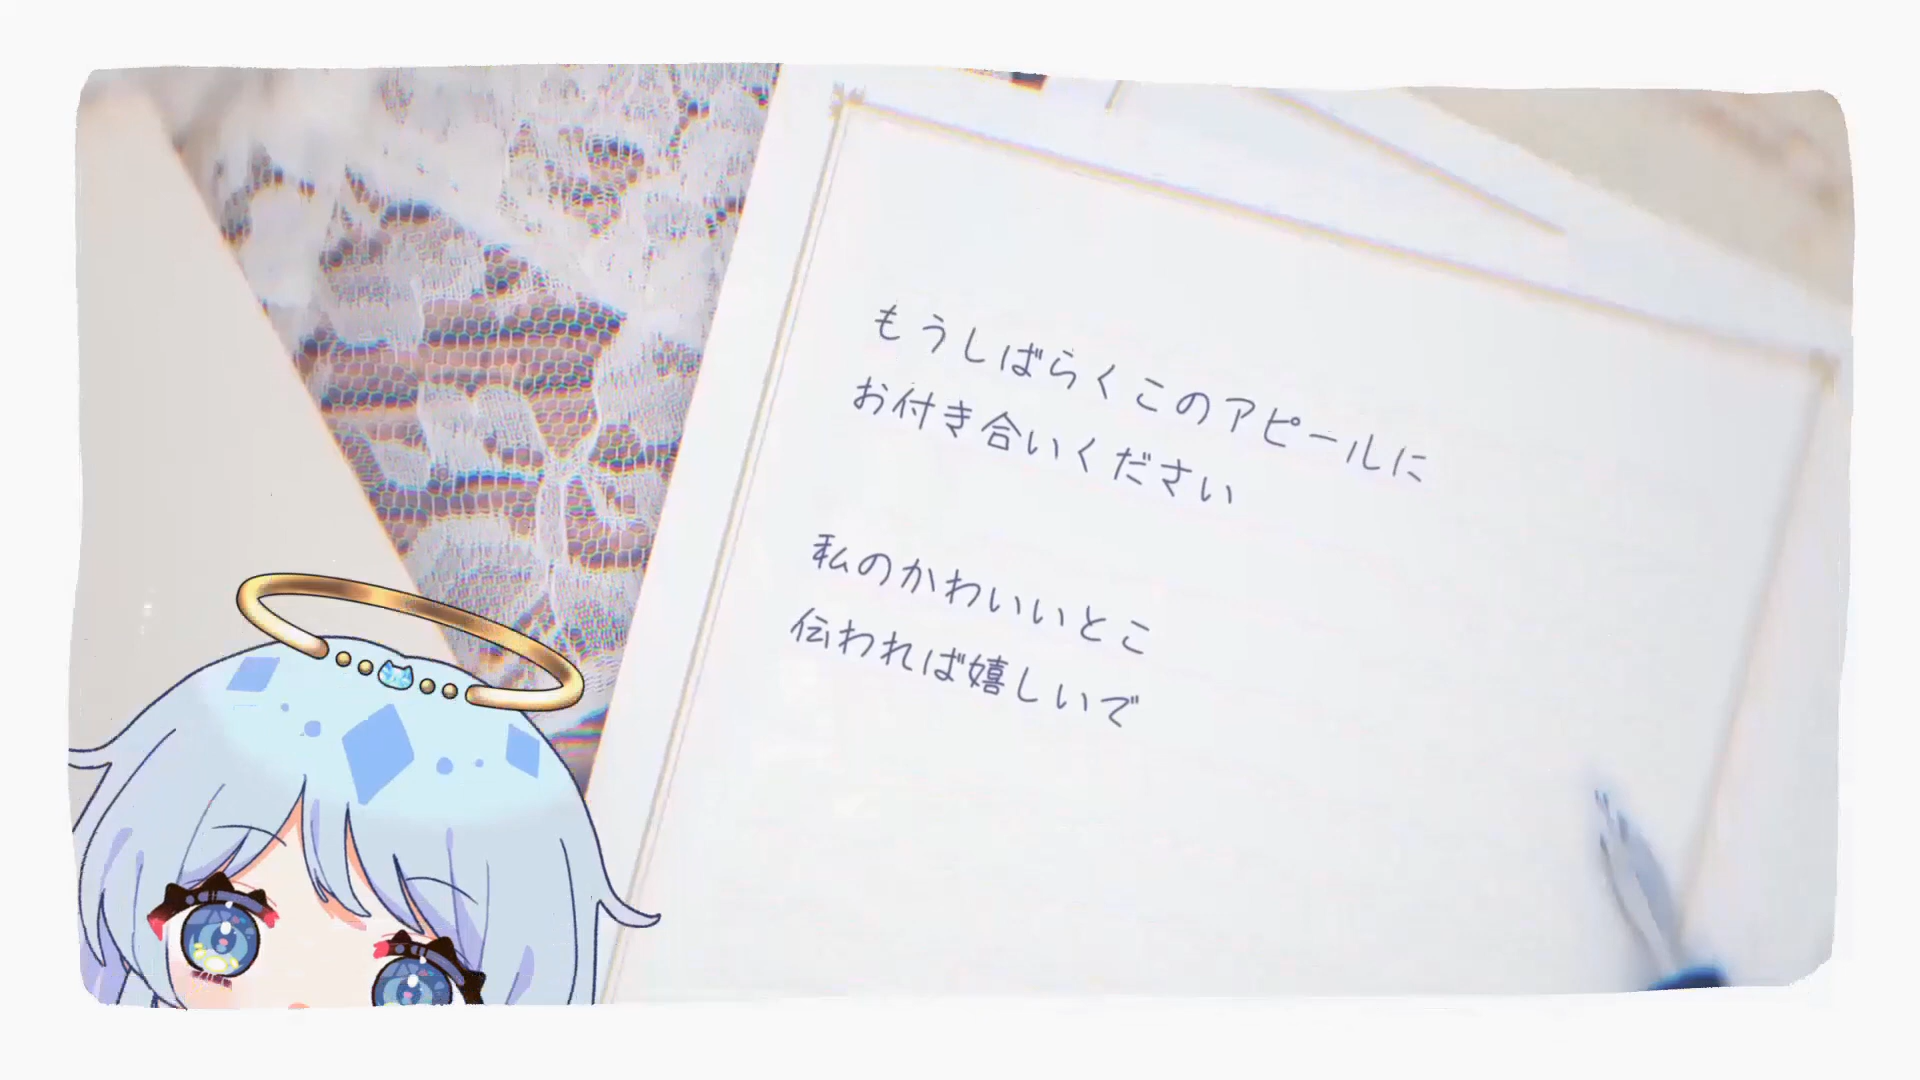 もうしばらくこのアピールに
お付き合いください
私のかわいいとこ
伝われば嬉しいで